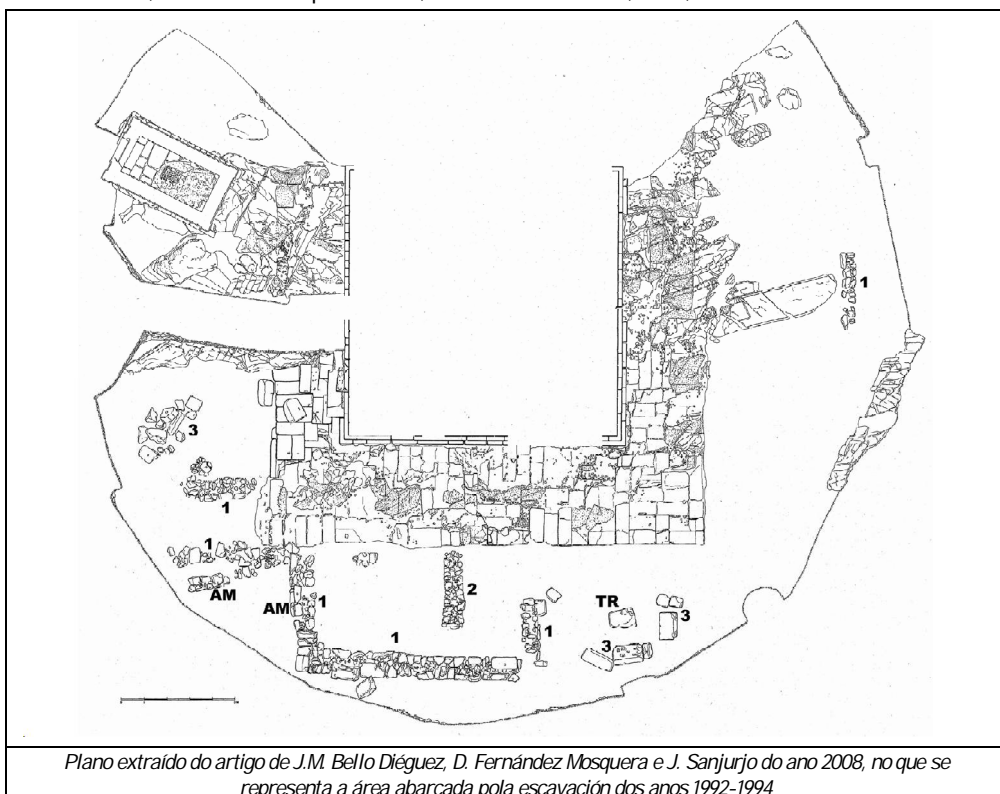 1
3
1
1
AM
AM
1
2
1
1
TR
3
3
Plano extraído do artigo de J.M. Bello Diéguez, D. Fernández Mosquera e J. Sanjurjo do ano 2008, no que se
representa a área abarcada pola escavación dos anos 1992-1994